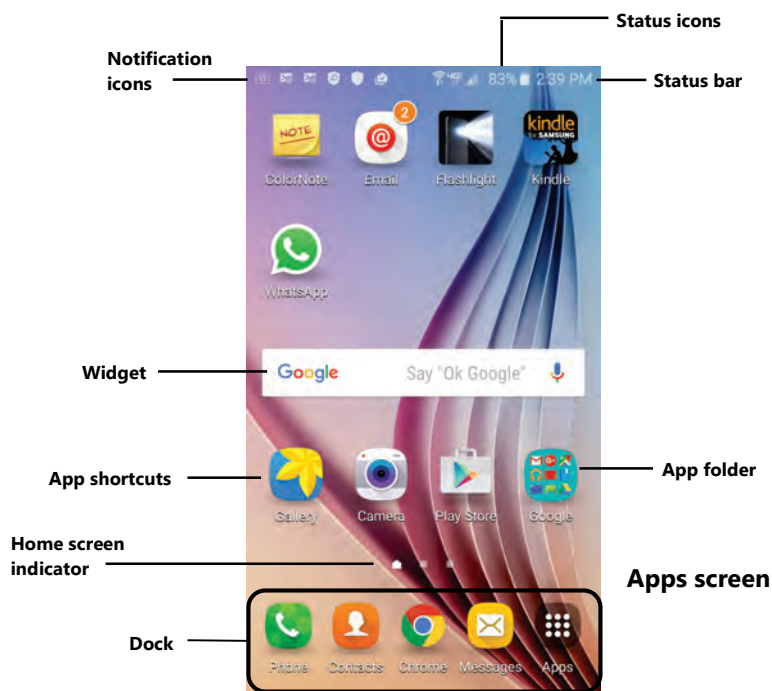 Status icons
Notification
icons
83% 2:39 PM
Status bar
NOTE
@
2
kindle
for SAMSUNG
ColorNote Email Flashlight Kindle
WhatsApp
Widget
Google Say "Ok Google"
App shortcuts
App folder
Gallery Camera Play Store Google
Home screen
indicator
Apps screen
Dock
Phone Contacts Chrome Messages Apps